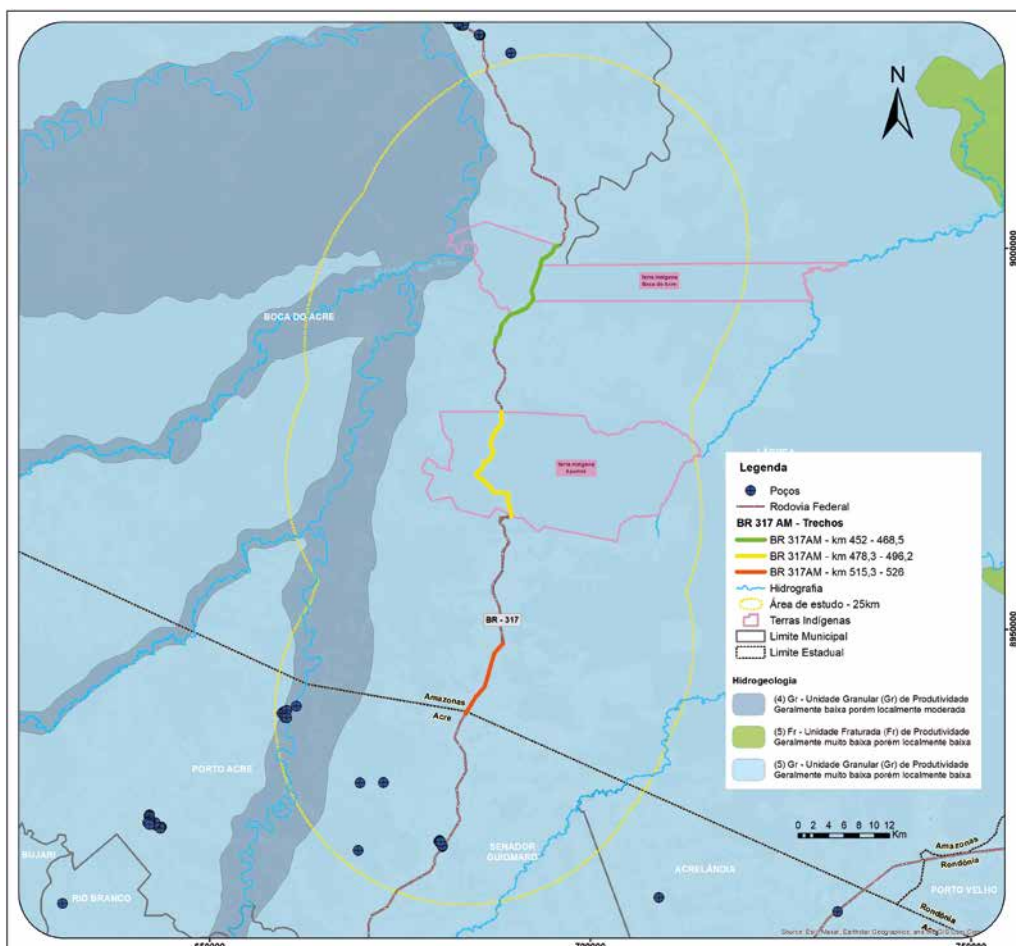 N
9000000
Terra Indígena
BOCA DO ACRE
Terra Indígena
Legenda
Poços
Rodovia Federal
BR 317 AM - Trechos
BR 317AM - km 452 - 468,5
BR 317AM - km 478,3 - 496,2
BR 317AM - km 515,3 - 526
Hidrografia
Área de estudo - 25km
Terras Indígenas
Limite Municipal
Limite Estadual
Hidrogeologia
(4) Gr - Unidade Granular (Gr) de Produtividade
Geralmente baixa porém localmente moderada
(5) Fr - Unidade Fraturada (Fr) de Produtividade
Geralmente muito baixa porém localmente baixa
(5) Gr - Unidade Granular (Gr) de Produtividade
Geralmente muito baixa porém localmente baixa
BR - 317
8950000
Amazonas
Acre
PORTO ACRE
0 2 4 6 8 10 12
Km
BUJARI
SENADOR
GUIOMARD
Amazonas
Rondônia
RIO BRANCO
ACRELÂNDIA
PORTO VELHO
Rondônia